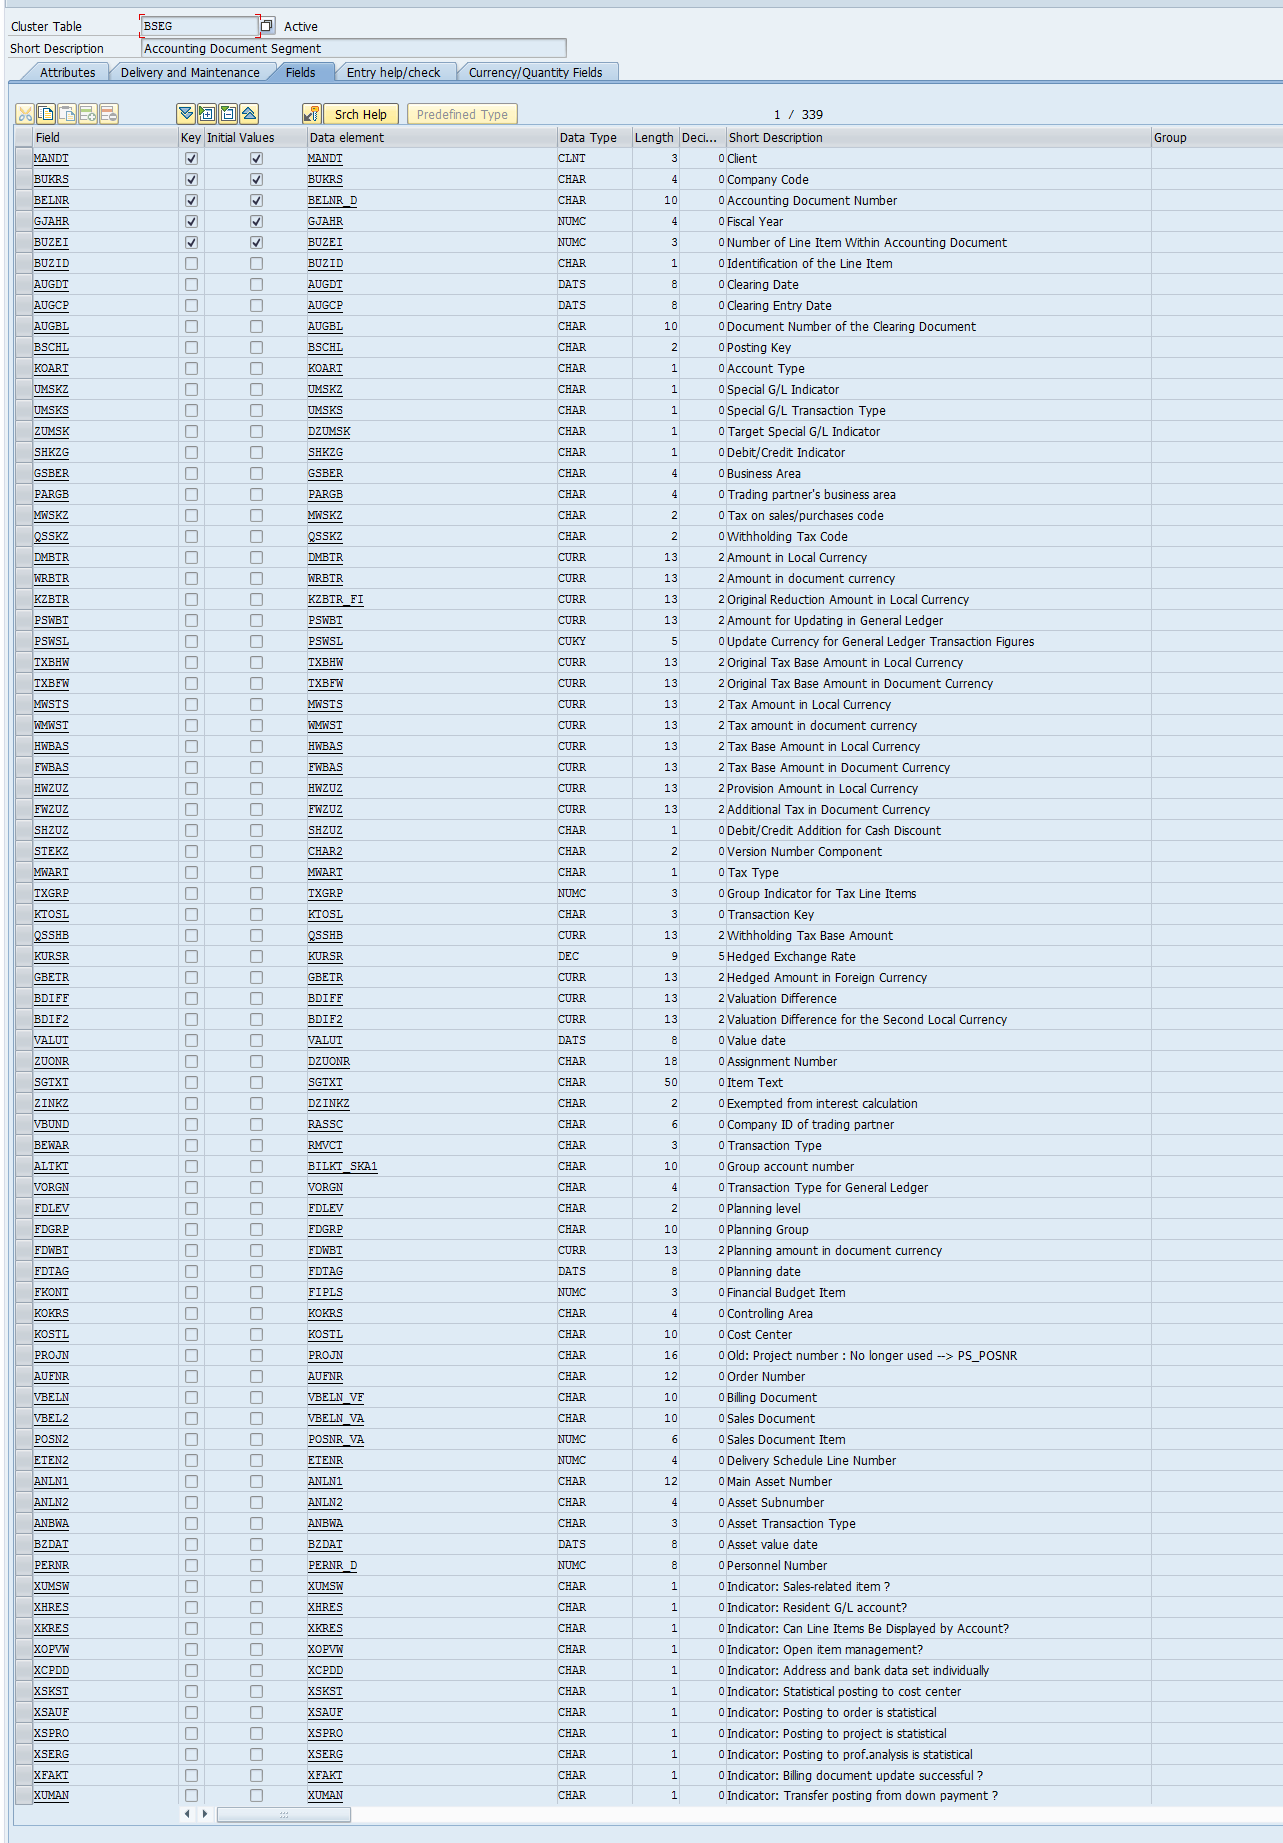 Cluster Table BSEG Active
Short Description Accounting Document Segment
Attributes Delivery and Maintenance Fields Entry help/check Currency/Quantity Fields
Srch Help Predefined Type 1 / 339
Field Key Initial Values Data element Data Type Length Deci... Short Description Group
MANDT MANDT CLNT 3 0 Client
BUKRS BUKRS CHAR 4 0 Company Code
BELNR BELNR_D CHAR 10 0 Accounting Document Number
GJAHR GJAHR NUMC 4 0 Fiscal Year
BUZEI BUZEI NUMC 3 0 Number of Line Item Within Accounting Document
BUZID BUZID CHAR 1 0 Identification of the Line Item
AUGDT AUGDT DATS 8 0 Clearing Date
AUGCP AUGCP DATS 8 0 Clearing Entry Date
AUGBL AUGBL CHAR 10 0 Document Number of the Clearing Document
BSCHL BSCHL CHAR 2 0 Posting Key
KOART KOART CHAR 1 0 Account Type
UMSKZ UMSKZ CHAR 1 0 Special G/L Indicator
UMSKS UMSKS CHAR 1 0 Special G/L Transaction Type
ZUMSK DZUMSK CHAR 1 0 Target Special G/L Indicator
SHKZG SHKZG CHAR 1 0 Debit/Credit Indicator
GSBER GSBER CHAR 4 0 Business Area
PARGB PARGB CHAR 4 0 Trading partner's business area
MWSKZ MWSKZ CHAR 2 0 Tax on sales/purchases code
QSSKZ QSSKZ CHAR 2 0 Withholding Tax Code
DMBTR DMBTR CURR 13 2 Amount in Local Currency
WRBTR WRBTR CURR 13 2 Amount in document currency
KZBTR KZBTR_FI CURR 13 2 Original Reduction Amount in Local Currency
PSWBT PSWBT CURR 13 2 Amount for Updating in General Ledger
PSWSL PSWSL CUKY 5 0 Update Currency for General Ledger Transaction Figures
TXBHW TXBHW CURR 13 2 Original Tax Base Amount in Local Currency
TXBFW TXBFW CURR 13 2 Original Tax Base Amount in Document Currency
MWSTS MWSTS CURR 13 2 Tax Amount in Local Currency
WMWST WMWST CURR 13 2 Tax amount in document currency
HWBAS HWBAS CURR 13 2 Tax Base Amount in Local Currency
FWBAS FWBAS CURR 13 2 Tax Base Amount in Document Currency
HWZUZ HWZUZ CURR 13 2 Provision Amount in Local Currency
FWZUZ FWZUZ CURR 13 2 Additional Tax in Document Currency
SHZUZ SHZUZ CHAR 1 0 Debit/Credit Addition for Cash Discount
STEKZ CHAR2 CHAR 2 0 Version Number Component
MWART MWART CHAR 1 0 Tax Type
TXGRP TXGRP NUMC 3 0 Group Indicator for Tax Line Items
KTOSL KTOSL CHAR 3 0 Transaction Key
QSSHB QSSHB CURR 13 2 Withholding Tax Base Amount
KURSR KURSR DEC 9 5 Hedged Exchange Rate
GBETR GBETR CURR 13 2 Hedged Amount in Foreign Currency
BDIFF BDIFF CURR 13 2 Valuation Difference
BDIF2 BDIF2 CURR 13 2 Valuation Difference for the Second Local Currency
VALUT VALUT DATS 8 0 Value date
ZUONR DZUONR CHAR 18 0 Assignment Number
SGTXT SGTXT CHAR 50 0 Item Text
ZINKZ DZINKZ CHAR 2 0 Exempted from interest calculation
VBUND RASSC CHAR 6 0 Company ID of trading partner
BEWAR RMVCT CHAR 3 0 Transaction Type
ALTKT BILKT_SKA1 CHAR 10 0 Group account number
VORGN VORGN CHAR 4 0 Transaction Type for General Ledger
FDLEV FDLEV CHAR 2 0 Planning level
FDGRP FDGRP CHAR 10 0 Planning Group
FDWBT FDWBT CURR 13 2 Planning amount in document currency
FDTAG FDTAG DATS 8 0 Planning date
FKONT FIPLS NUMC 3 0 Financial Budget Item
KOKRS KOKRS CHAR 4 0 Controlling Area
KOSTL KOSTL CHAR 10 0 Cost Center
PROJN PROJN CHAR 16 0 Old: Project number : No longer used --> PS_POSNR
AUFNR AUFNR CHAR 12 0 Order Number
VBELN VBELN_VF CHAR 10 0 Billing Document
VBEL2 VBELN_VA CHAR 10 0 Sales Document
POSN2 POSNR_VA NUMC 6 0 Sales Document Item
ETEN2 ETENR NUMC 4 0 Delivery Schedule Line Number
ANLN1 ANLN1 CHAR 12 0 Main Asset Number
ANLN2 ANLN2 CHAR 4 0 Asset Subnumber
ANBWA ANBWA CHAR 3 0 Asset Transaction Type
BZDAT BZDAT DATS 8 0 Asset value date
PERNR PERNR_D NUMC 8 0 Personnel Number
XUMSW XUMSW CHAR 1 0 Indicator: Sales-related item ?
XHRES XHRES CHAR 1 0 Indicator: Resident G/L account?
XKRES XKRES CHAR 1 0 Indicator: Can Line Items Be Displayed by Account?
XOPVW XOPVW CHAR 1 0 Indicator: Open item management?
XCPDD XCPDD CHAR 1 0 Indicator: Address and bank data set individually
XSKST XSKST CHAR 1 0 Indicator: Statistical posting to cost center
XSAUF XSAUF CHAR 1 0 Indicator: Posting to order is statistical
XSPRO XSPRO CHAR 1 0 Indicator: Posting to project is statistical
XSERG XSERG CHAR 1 0 Indicator: Posting to prof.analysis is statistical
XFAKT XFAKT CHAR 1 0 Indicator: Billing document update successful ?
XUMAN XUMAN CHAR 1 0 Indicator: Transfer posting from down payment ?